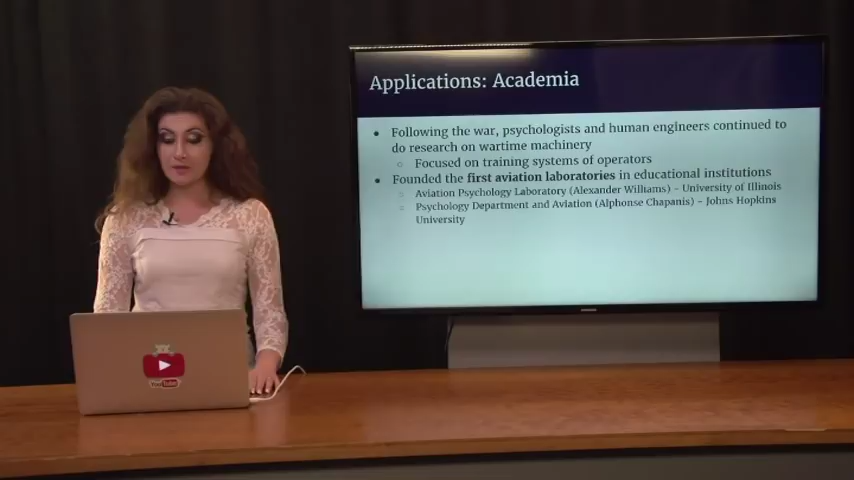 Applications: Academia
● Following the war, psychologists and human engineers continued to
do research on wartime machinery
○ Focused on training systems of operators
● Founded the first aviation laboratories in educational institutions
○ Aviation Psychology Laboratory (Alexander Williams) - University of Illinois
○ Psychology Department and Aviation (Alphonse Chapanis) - Johns Hopkins
University
YouTube